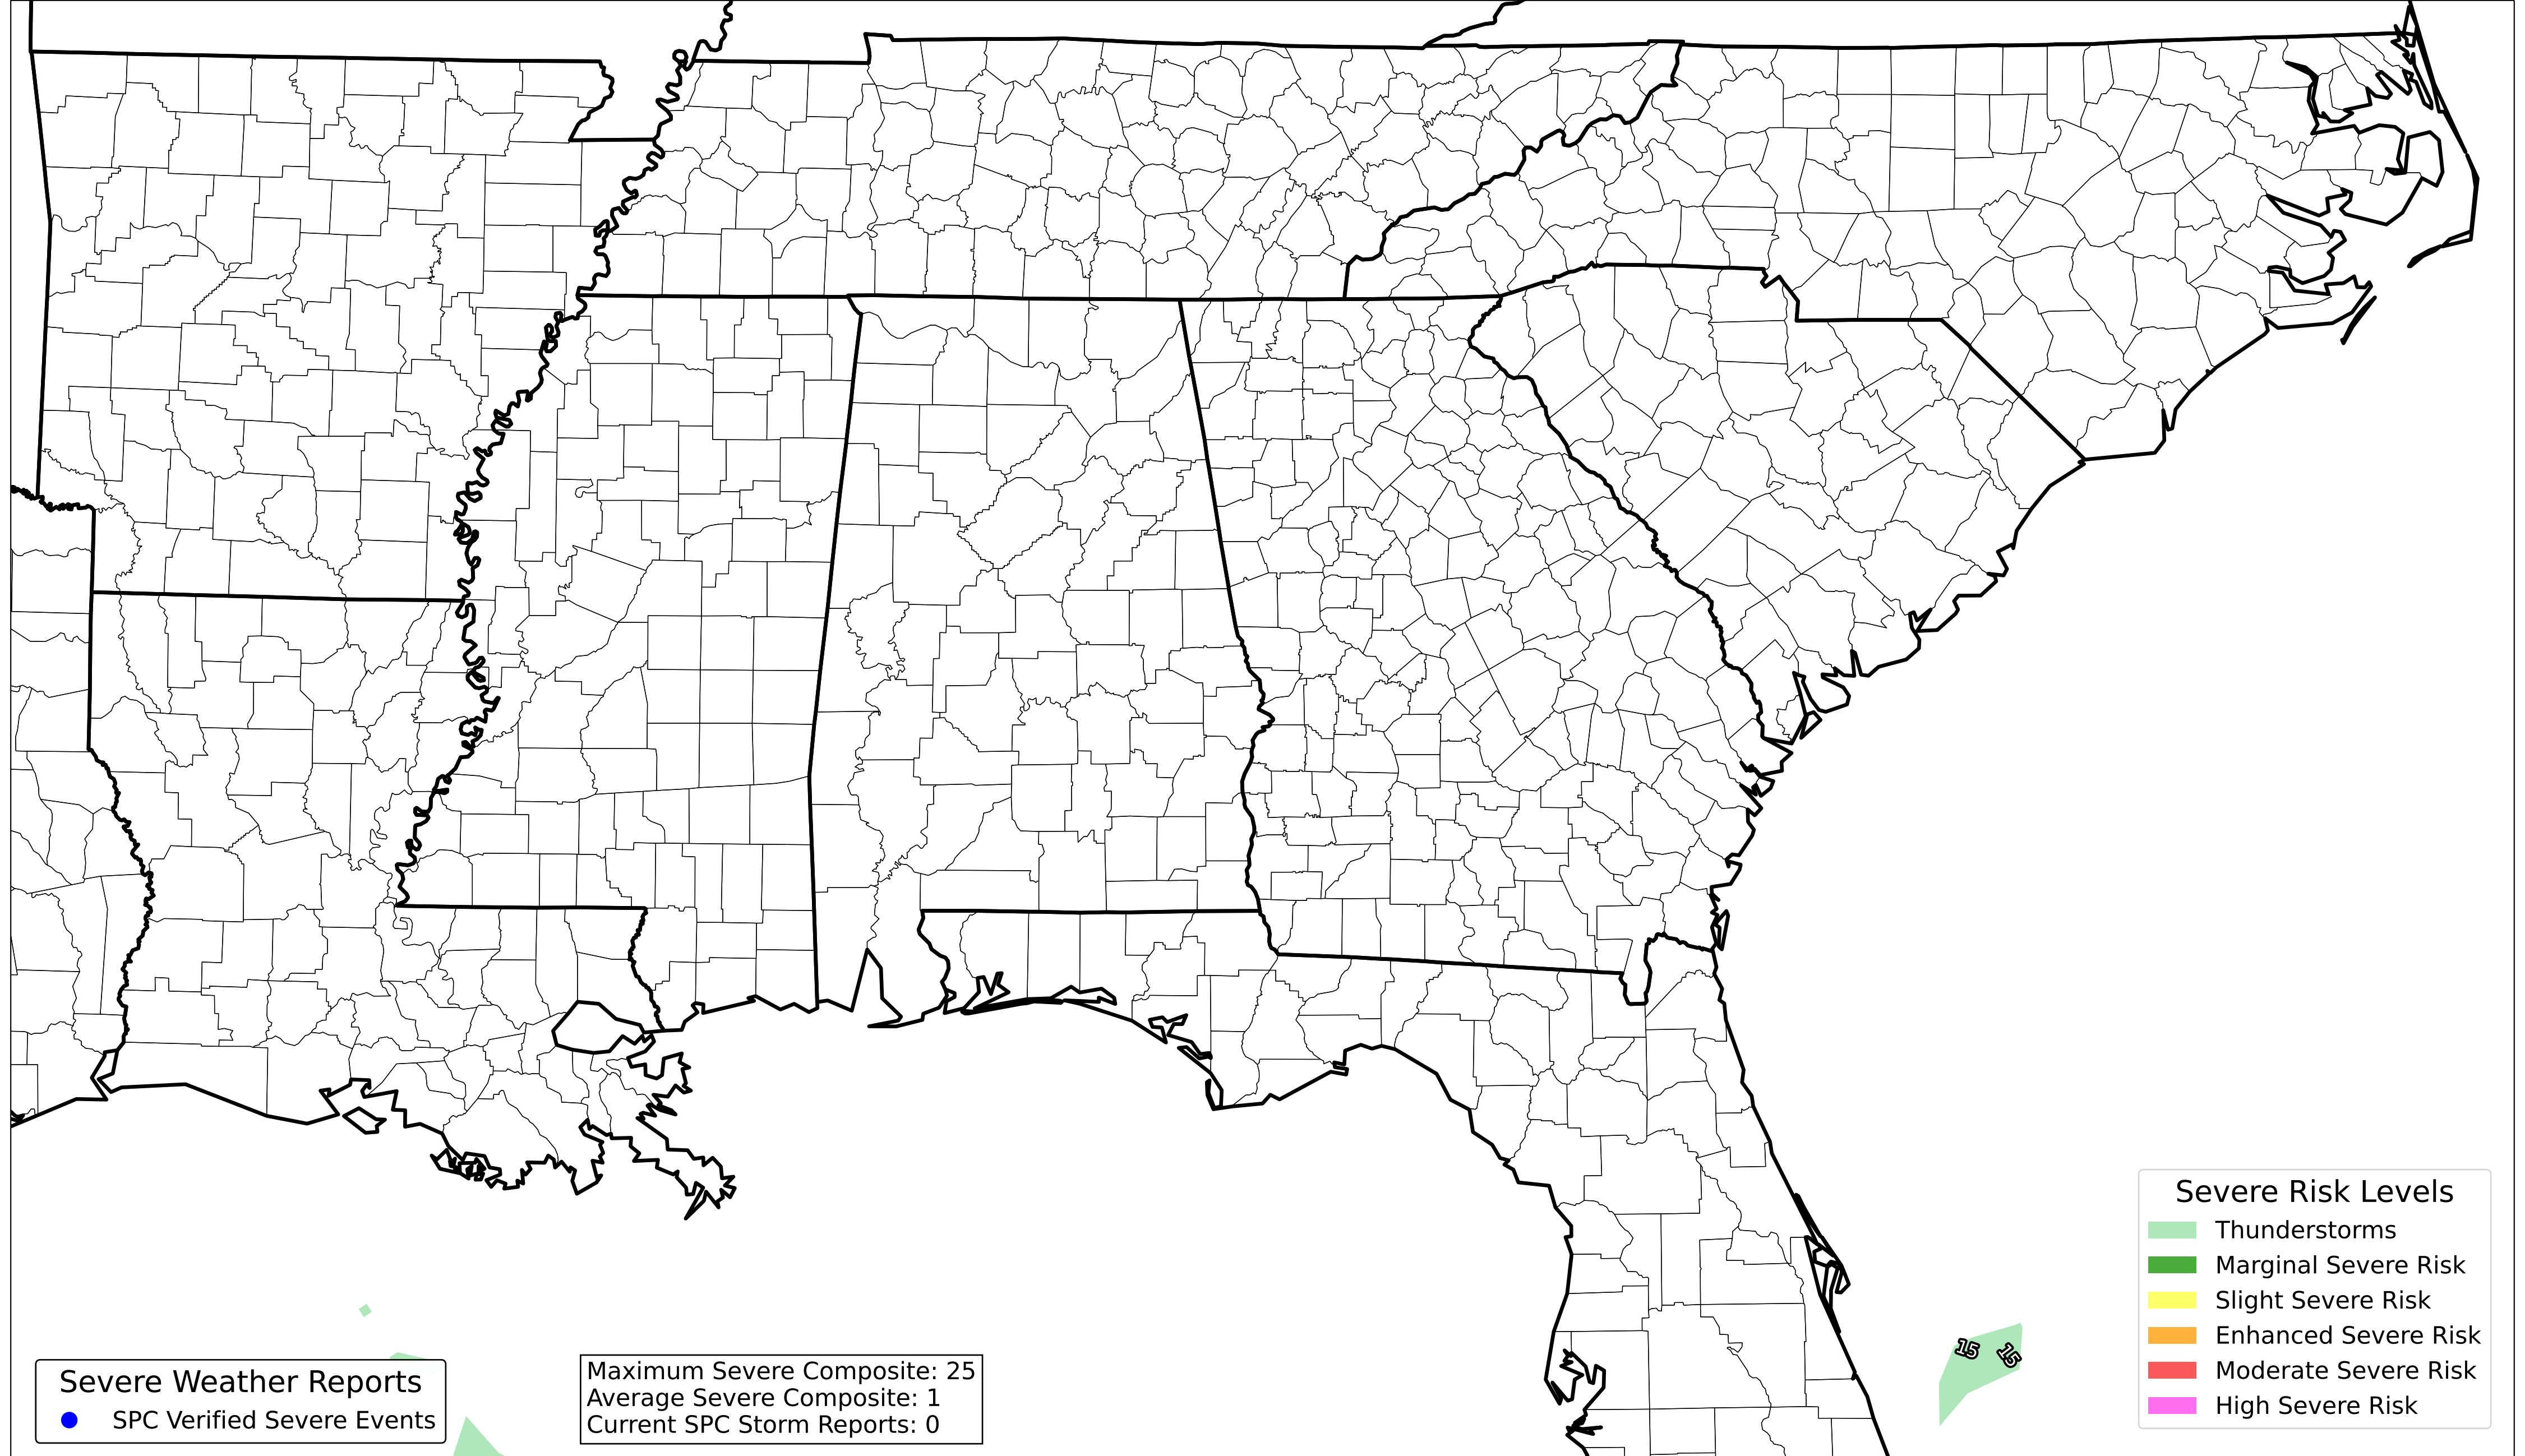 15 15
Severe Risk Levels
Thunderstorms
Marginal Severe Risk
Slight Severe Risk
Enhanced Severe Risk
Moderate Severe Risk
High Severe Risk
Severe Weather Reports
SPC Verified Severe Events
Maximum Severe Composite: 25
Average Severe Composite: 1
Current SPC Storm Reports: 0